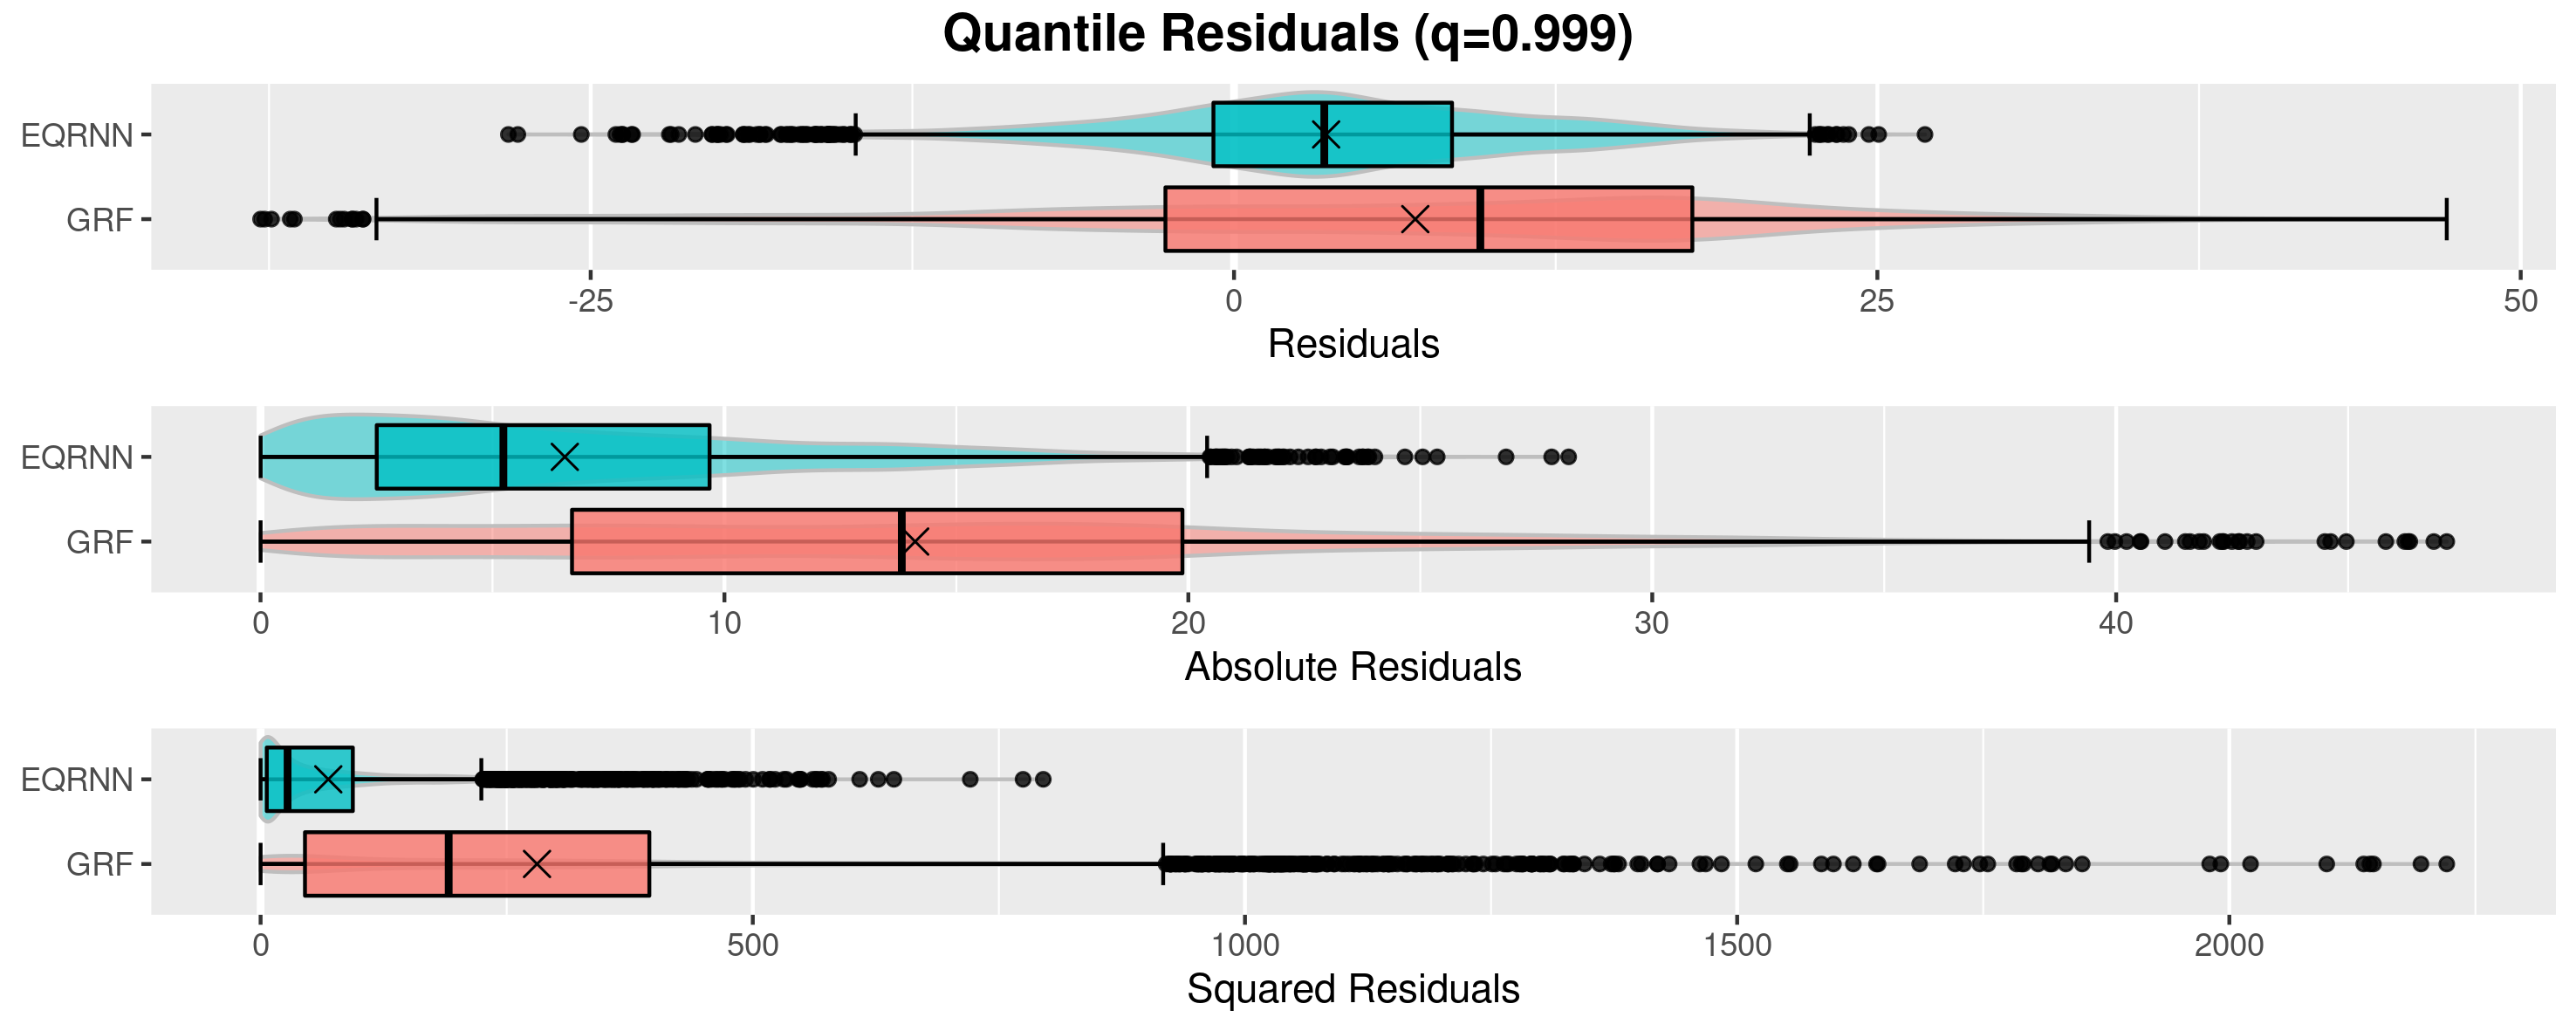 Quantile Residuals (q=0.999)
EQRNN
GRF
-25 0 25 50
Residuals
EQRNN
GRF
0 10 20 30 40
Absolute Residuals
EQRNN
GRF
0 500 1000 1500 2000
Squared Residuals